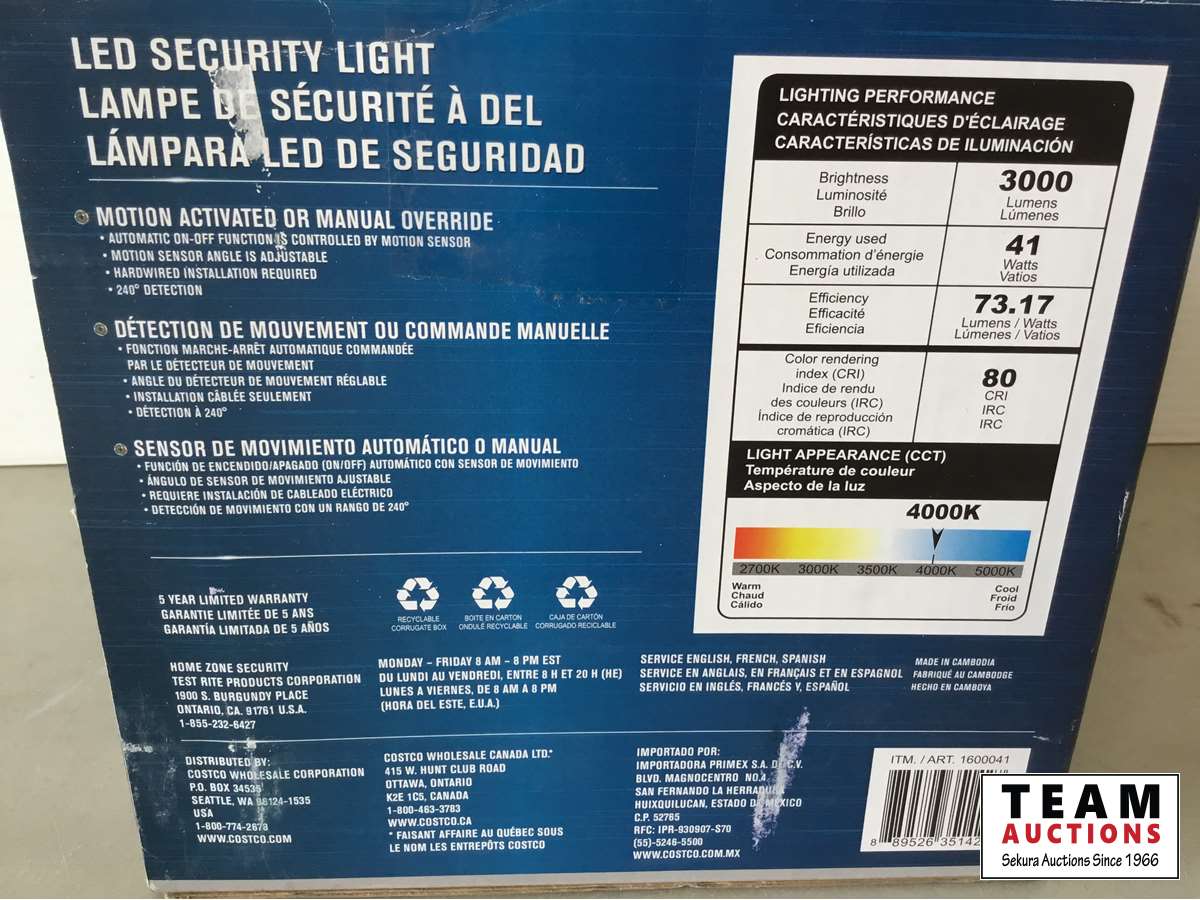 LED SECURITY LIGHT
LAMPE DE SÉCURITÉ À DEL
LÁMPARA LED DE SEGURIDAD
MOTION ACTIVATED OR MANUAL OVERRIDE
• AUTOMATIC ON-OFF FUNCTION IS CONTROLLED BY MOTION SENSOR
• MOTION SENSOR ANGLE IS ADJUSTABLE
• HARDWIRED INSTALLATION REQUIRED
• 240° DETECTION
DÉTECTION DE MOUVEMENT OU COMMANDE MANUELLE
• FONCTION MARCHE-ARRÊT AUTOMATIQUE COMMANDÉE
PAR LE DÉTECTEUR DE MOUVEMENT
• ANGLE DU DÉTECTEUR DE MOUVEMENT RÉGLABLE
• INSTALLATION CÂBLÉE SEULEMENT
• DÉTECTION À 240°
SENSOR DE MOVIMIENTO AUTOMÁTICO O MANUAL
• FUNCIÓN DE ENCENDIDO/APAGADO (ON/OFF) AUTOMÁTICO CON SENSOR DE MOVIMIENTO
• ÁNGULO DE SENSOR DE MOVIMIENTO AJUSTABLE
• REQUIERE INSTALACIÓN DE CABLEADO ELÉCTRICO
• DETECCIÓN DE MOVIMIENTO CON UN RANGO DE 240°
LIGHTING PERFORMANCE
CARACTÉRISTIQUES D'ÉCLAIRAGE
CARACTERÍSTICAS DE ILUMINACIÓN
Brightness
Luminosité
Brillo
3000
Lumens
Lúmenes
Energy used
Consommation d'énergie
Energía utilizada
41
Watts
Vatios
Efficiency
Efficacité
Eficiencia
73.17
Lumens / Watts
Lúmenes / Vatios
Color rendering
index (CRI)
Indice de rendu
des couleurs (IRC)
Índice de reproducción
cromática (IRC)
80
CRI
IRC
IRC
LIGHT APPEARANCE (CCT)
Température de couleur
Aspecto de la luz
4000K
2700K 3000K 3500K 4000K 5000K
Warm
Chaud
Cálido
Cool
Froid
Frío
5 YEAR LIMITED WARRANTY
GARANTIE LIMITÉE DE 5 ANS
GARANTÍA LIMITADA DE 5 AÑOS
RECYCLABLE
CORRUGATE BOX
BOITE EN CARTON
ONDULÉ RECYCLABLE
CAJA DE CARTÓN
CORRUGADO RECICLABLE
HOME ZONE SECURITY
TEST RITE PRODUCTS CORPORATION
1900 S. BURGUNDY PLACE
ONTARIO, CA. 91761 U.S.A.
1-855-232-6427
MONDAY – FRIDAY 8 AM – 8 PM EST
DU LUNDI AU VENDREDI, ENTRE 8 H ET 20 H (HE)
LUNES A VIERNES, DE 8 AM A 8 PM
(HORA DEL ESTE, E.U.A.)
SERVICE ENGLISH, FRENCH, SPANISH
SERVICE EN ANGLAIS, EN FRANÇAIS ET EN ESPAGNOL
SERVICIO EN INGLÉS, FRANCÉS Y, ESPAÑOL
MADE IN CAMBODIA
FABRIQUÉ AU CAMBODGE
HECHO EN CAMBOYA
DISTRIBUTED BY:
COSTCO WHOLESALE CORPORATION
P.O. BOX 34535
SEATTLE, WA 98124-1535
USA
1-800-774-2678
WWW.COSTCO.COM
COSTCO WHOLESALE CANADA LTD.*
415 W. HUNT CLUB ROAD
OTTAWA, ONTARIO
K2E 1C5, CANADA
1-800-463-3783
WWW.COSTCO.CA
* FAISANT AFFAIRE AU QUÉBEC SOUS
LE NOM LES ENTREPÔTS COSTCO
IMPORTADO POR:
IMPORTADORA PRIMEX S.A. DE C.V.
BLVD. MAGNOCENTRO NO.4
SAN FERNANDO LA HERRADURA
HUIXQUILUCAN, ESTADO DE MÉXICO
C.P. 52765
RFC: IPR-930907-S70
(55)-5246-5500
WWW.COSTCO.COM.MX
ITM. / ART. 1600041
8 89526 35142
TEAM
AUCTIONS
Sekura Auctions Since 1966